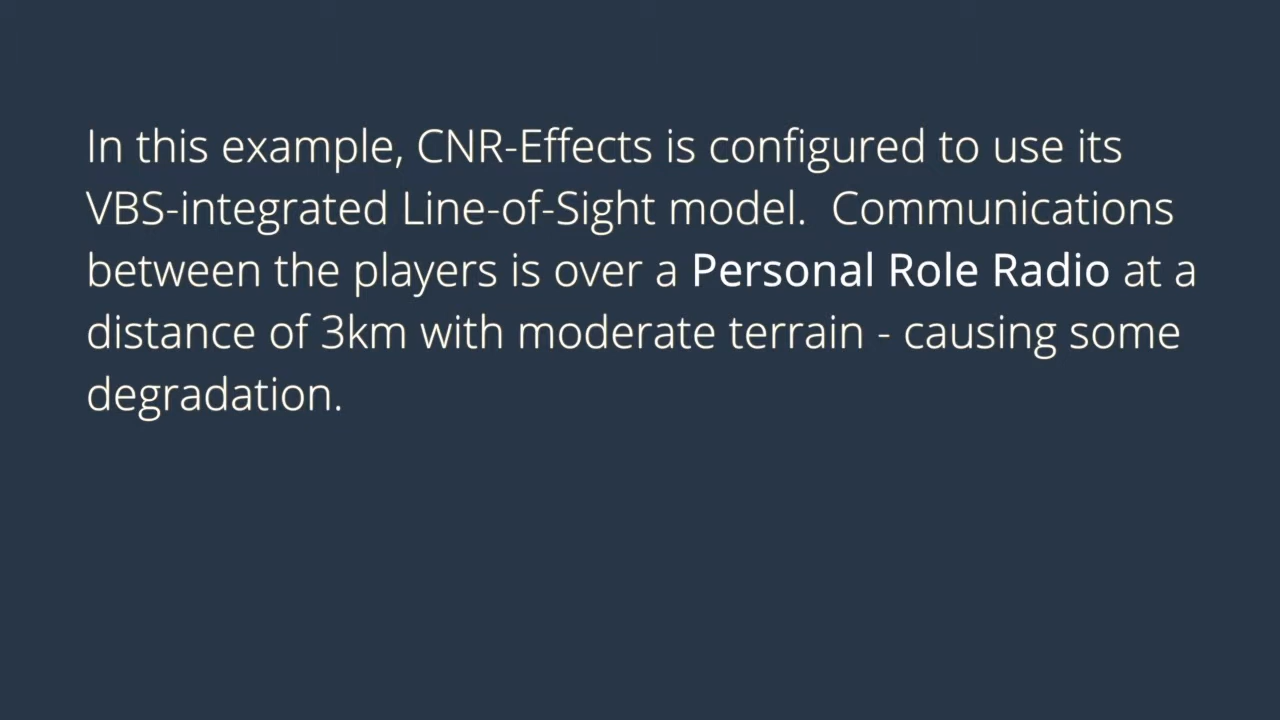 In this example, CNR-Effects is configured to use its
VBS-integrated Line-of-Sight model.  Communications
between the players is over a Personal Role Radio at a
distance of 3km with moderate terrain - causing some
degradation.